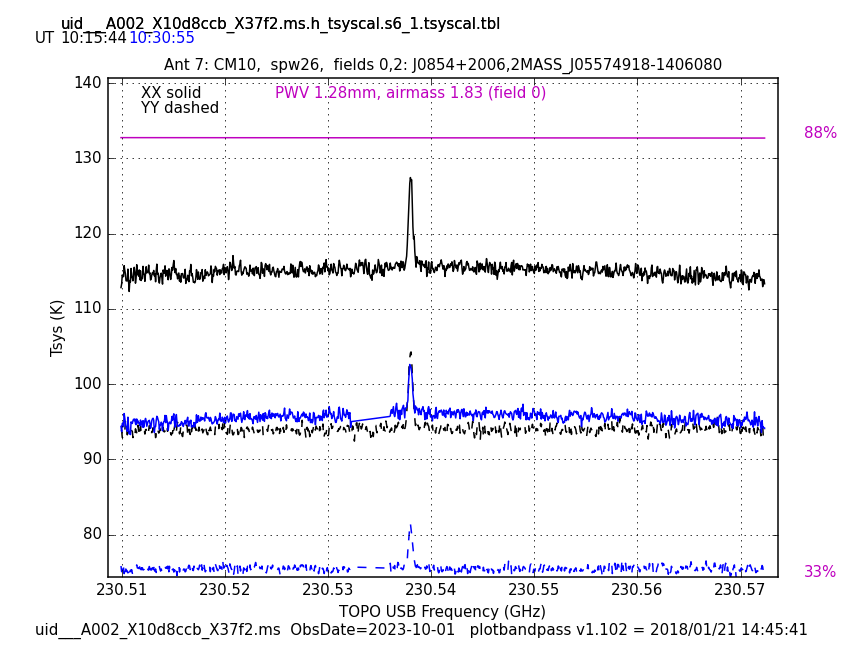 uid___A002_X10d8ccb_X37f2.ms.h_tsyscal.s6_1.tsyscal.tbl
UT 10:15:44 10:30:55
Ant 7: CM10, spw26, fields 0,2: J0854+2006,2MASS_J05574918-1406080
140
XX solid PWV 1.28mm, airmass 1.83 (field 0)
YY dashed
88%
130
120
110
Tsys (K)
100
90
80
33%
230.51 230.52 230.53 230.54 230.55 230.56 230.57
TOPO USB Frequency (GHz)
uid___A002_X10d8ccb_X37f2.ms ObsDate=2023-10-01 plotbandpass v1.102 = 2018/01/21 14:45:41